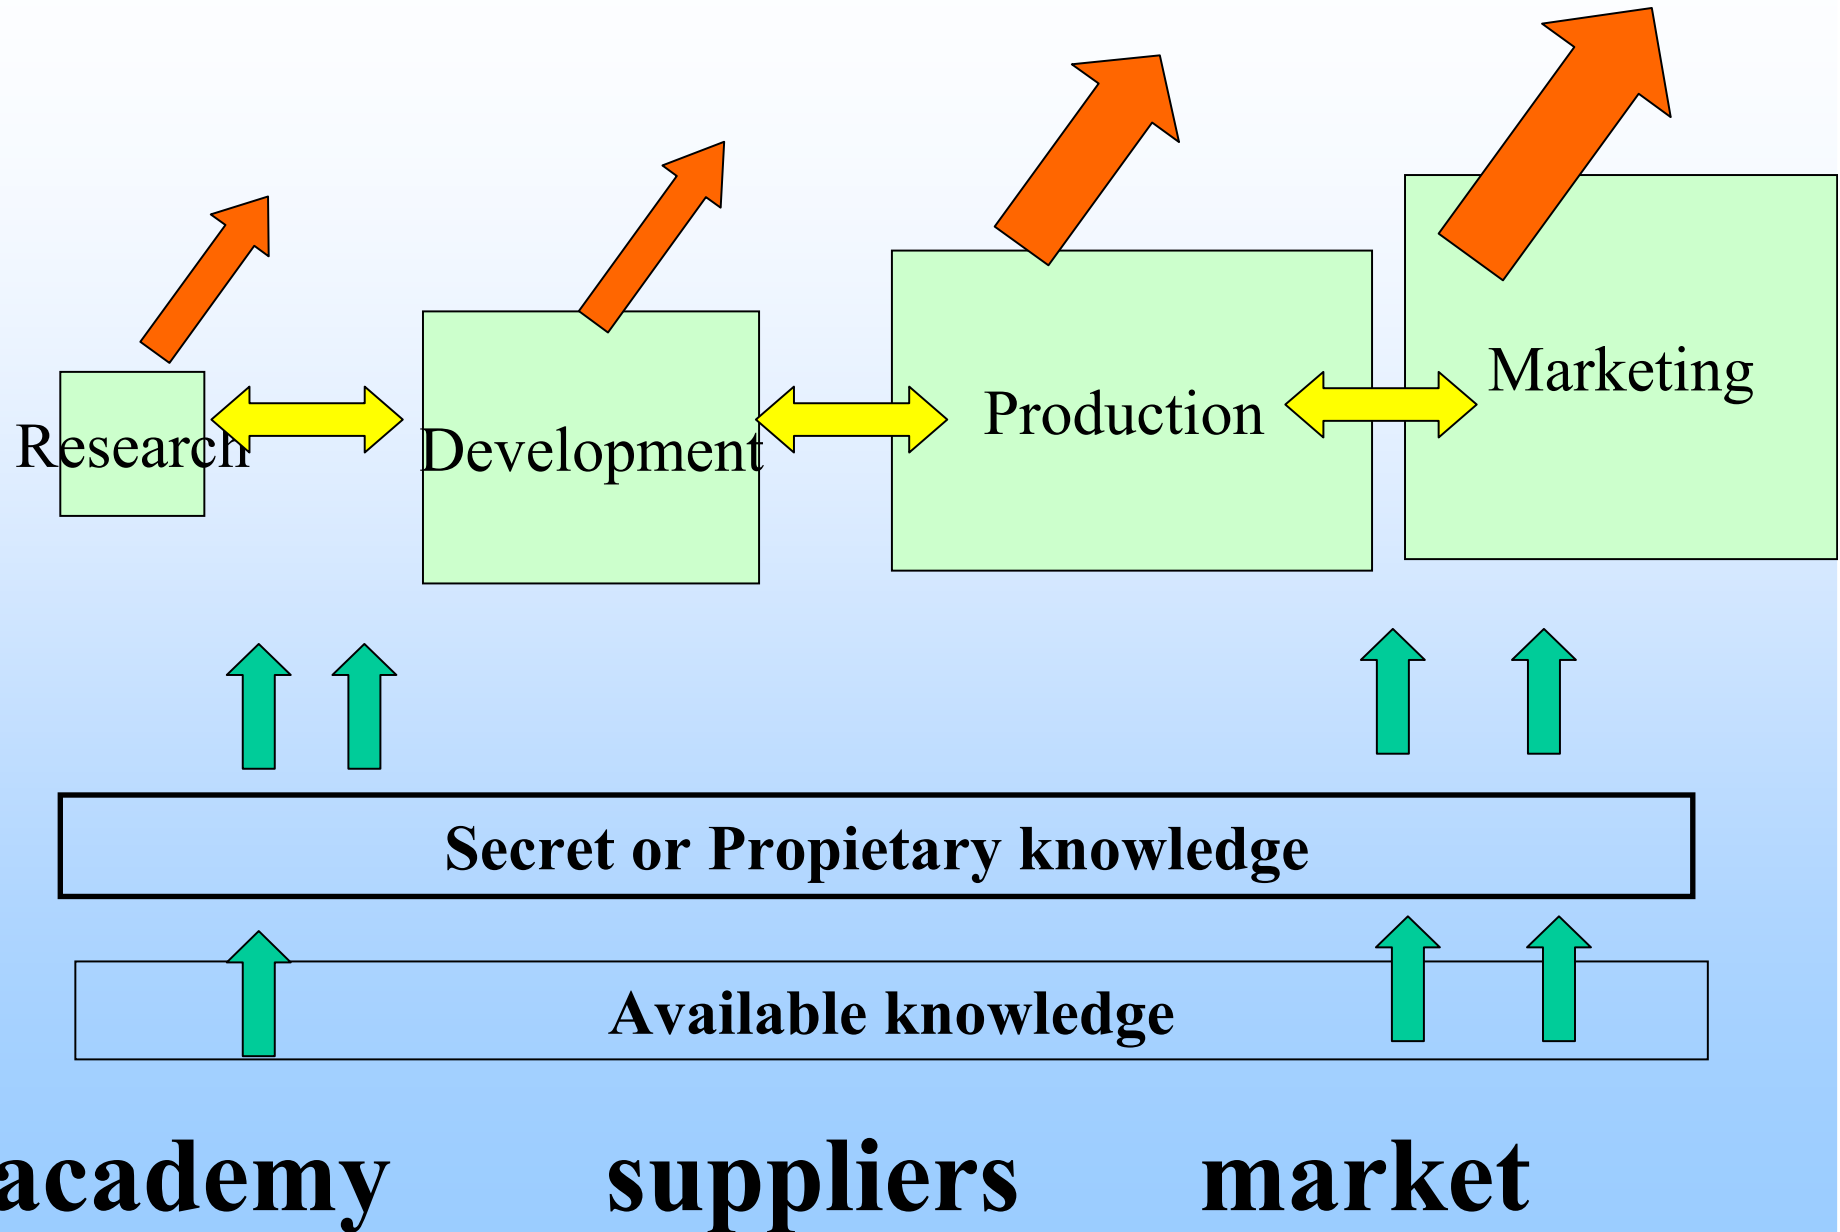 Research
Development
Production
Marketing
Secret or Propietary knowledge
Available knowledge
academy suppliers market